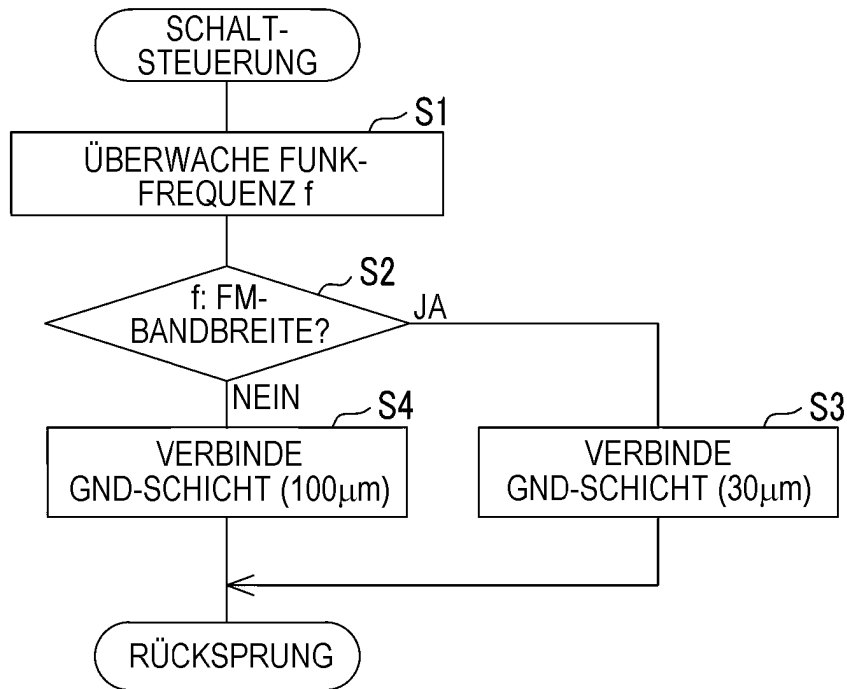 SCHALT-
STEUERUNG
S1
ÜBERWACHE FUNK-
FREQUENZ f
S2
f: FM-
BANDBREITE?
JA
NEIN
S4
VERBINDE
GND-SCHICHT (100μm)
S3
VERBINDE
GND-SCHICHT (30μm)
RÜCKSPRUNG